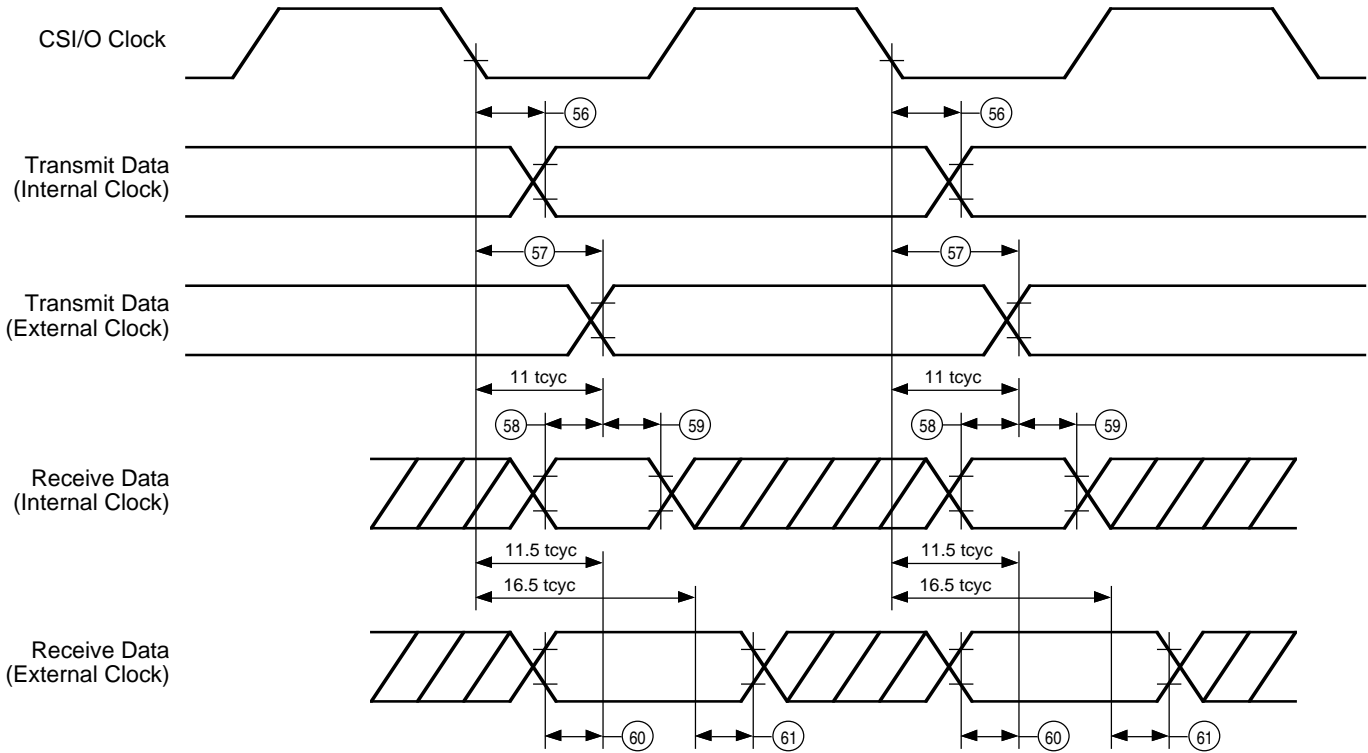 CSI/O Clock
56
56
Transmit Data
(Internal Clock)
57
57
Transmit Data
(External Clock)
11 tcyc
11 tcyc
58
59
58
59
Receive Data
(Internal Clock)
11.5 tcyc
11.5 tcyc
16.5 tcyc
16.5 tcyc
Receive Data
(External Clock)
60
61
60
61